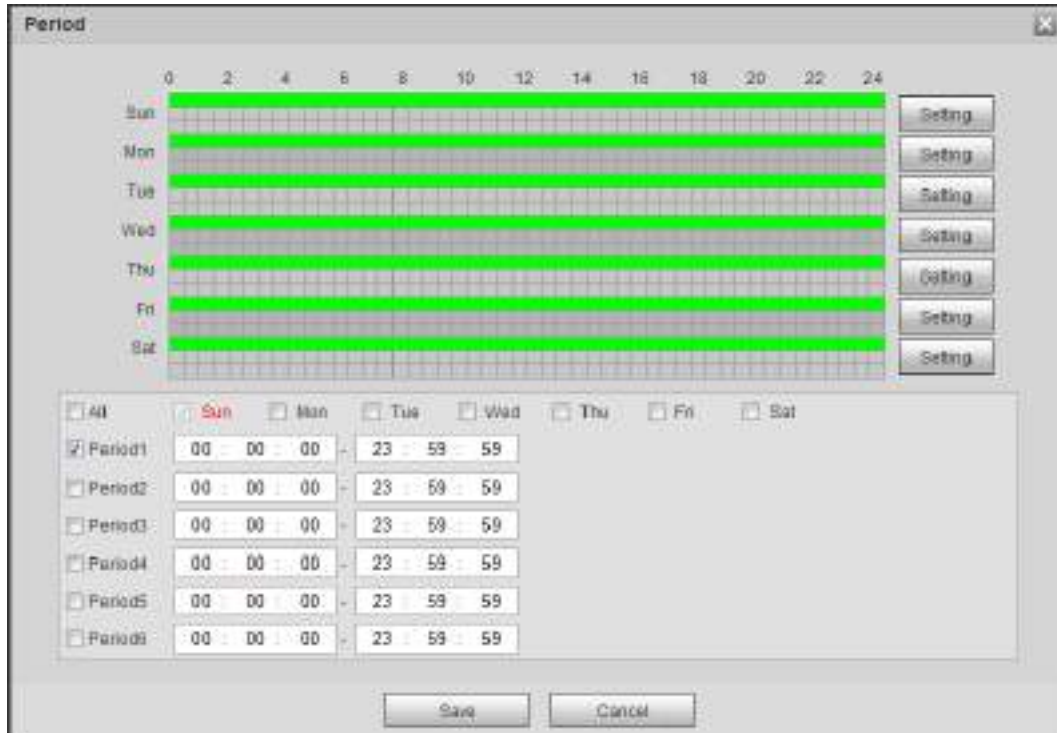 Period
0 2 4 6 8 10 12 14 16 18 20 22 24
Sun Setting
Mon Setting
Tue Setting
Wed Setting
Thu Setting
Fri Setting
Sat Setting
All Sun Mon Tue Wed Thu Fri Sat
Period1 00 : 00 : 00 - 23 : 59 : 59
Period2 00 : 00 : 00 - 23 : 59 : 59
Period3 00 : 00 : 00 - 23 : 59 : 59
Period4 00 : 00 : 00 - 23 : 59 : 59
Period5 00 : 00 : 00 - 23 : 59 : 59
Period6 00 : 00 : 00 - 23 : 59 : 59
Save Cancel